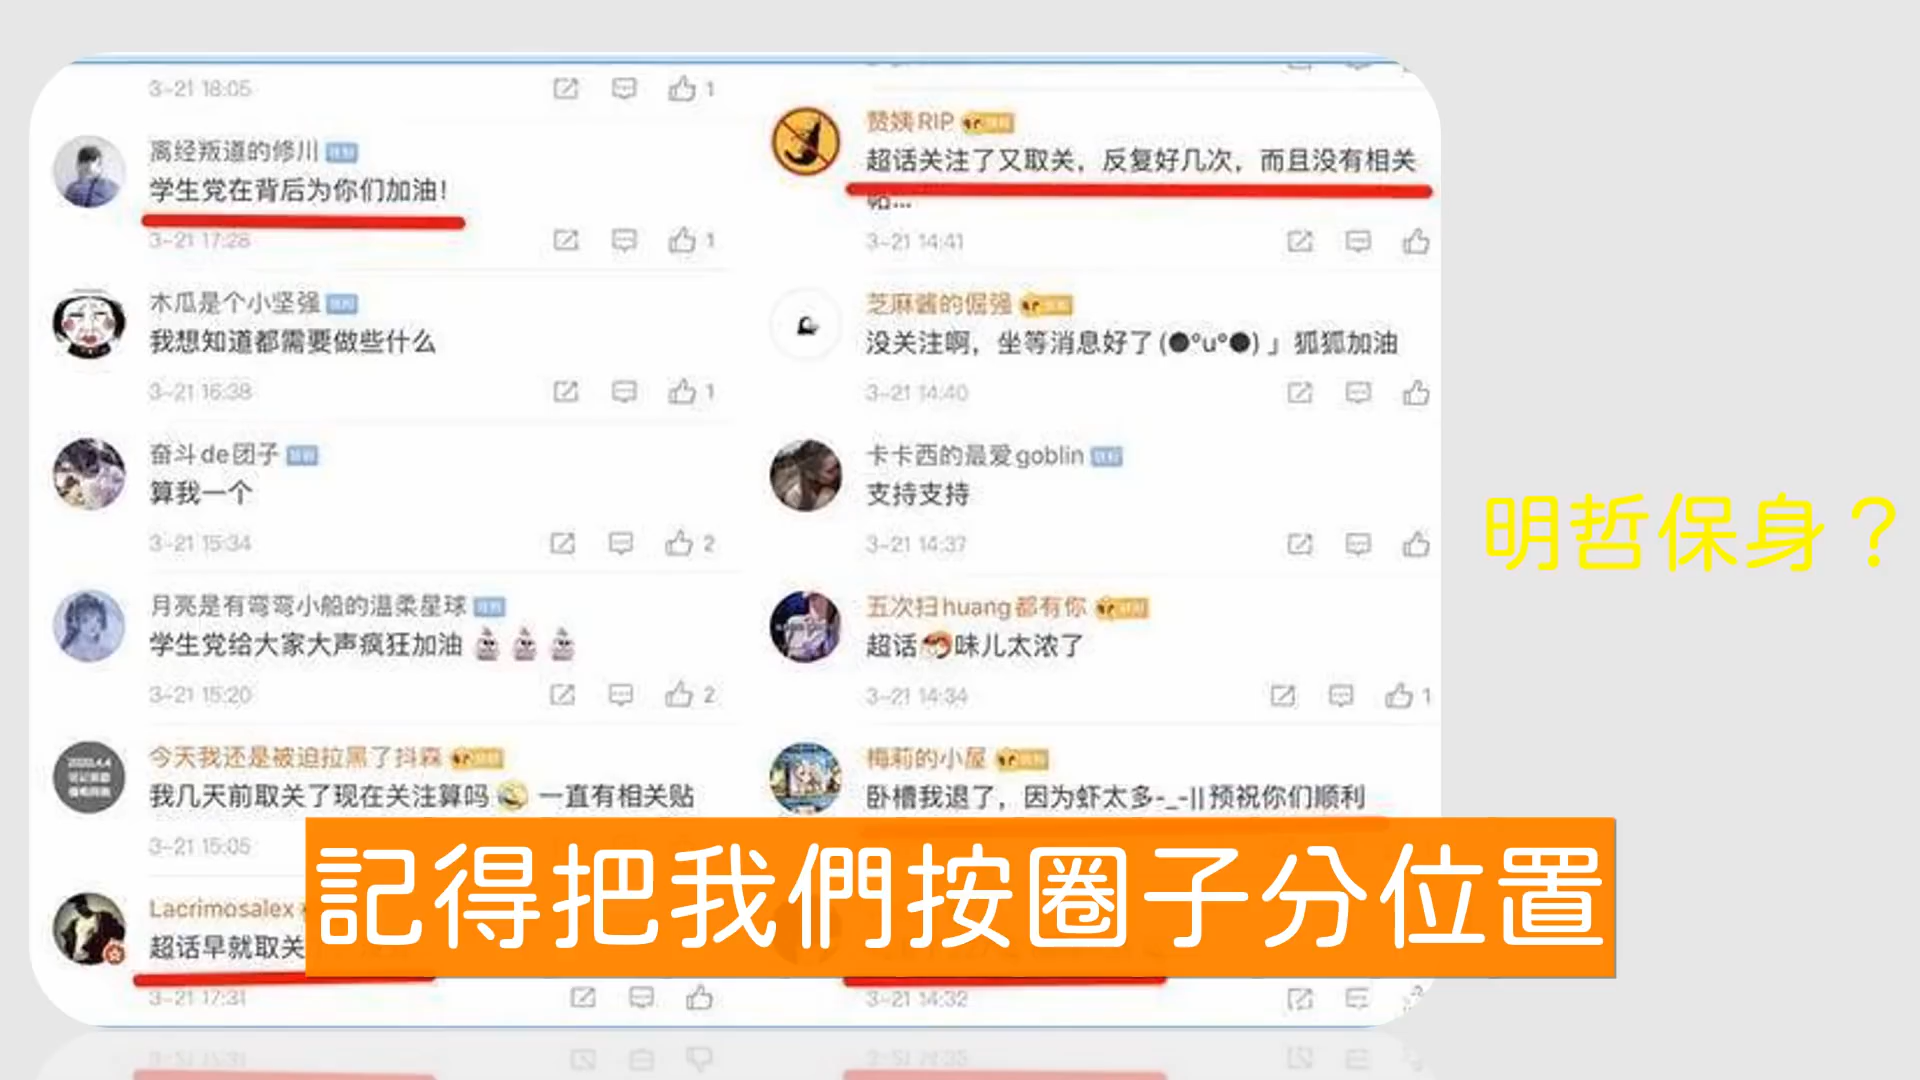 3-21 18:05
1
离经叛道的修川
学生党在背后为你们加油！
3-21 17:28
1
木瓜是个小坚强
我想知道都需要做些什么
3-21 16:38
1
奋斗de团子
算我一个
3-21 15:34
2
月亮是有弯弯小船的温柔星球
学生党给大家大声疯狂加油
3-21 15:20
2
今天我还是被迫拉黑了抖森
我几天前取关了现在关注算吗 一直有相关贴
3-21 15:05
Lacrimosalex
超话早就取关
3-21 17:31
赞姨RIP
超话关注了又取关，反复好几次，而且没有相关
3-21 14:41
芝麻酱的倔强
没关注啊，坐等消息好了(●°u°●)」狐狐加油
3-21 14:40
卡卡西的最爱goblin
支持支持
3-21 14:37
五次扫huang都有你
超话味儿太浓了
3-21 14:34
1
梅莉的小屋
卧槽我退了，因为虾太多-_-||预祝你们顺利
3-21 14:32
明哲保身？
記得把我們按圈子分位置